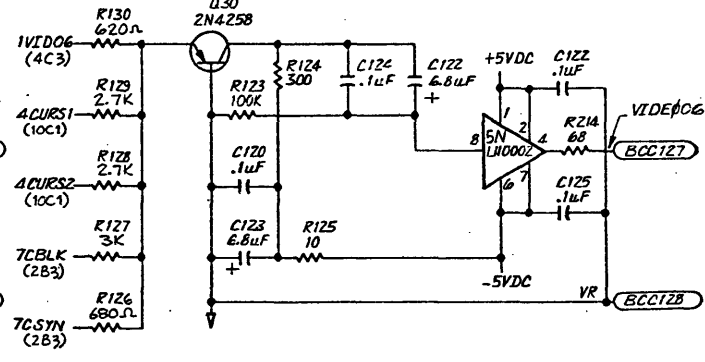 Q30
2N4258
R130
620Ω
1VID06
(4C3)
R129
2.7K
4CURS1
(10C1)
R128
2.7K
4CURS2
(10C1)
R127
3K
7CBLK
(2B3)
R126
680Ω
7CSYN
(2B3)
R124
300
R123
100K
C124
.1uF
C122
6.8uF
+
C120
.1uF
C123
6.8uF
+
R125
10
+5VDC
C122
.1uF
1
2
8
5N
LH0002
4
6
7
R214
68
VIDEØ06
BCC127
C125
.1uF
-5VDC
VR
BCC128